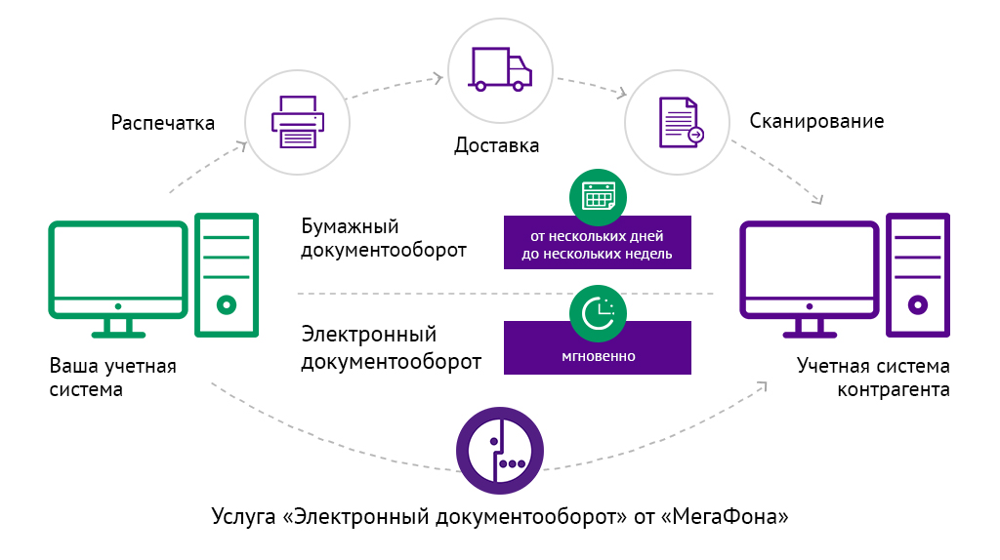 Распечатка
Доставка
Сканирование
Бумажный
документооборот
от нескольких дней
до нескольких недель
Электронный
документооборот
мгновенно
Ваша учетная
система
Учетная система
контрагента
Услуга «Электронный документооборот» от «МегаФона»